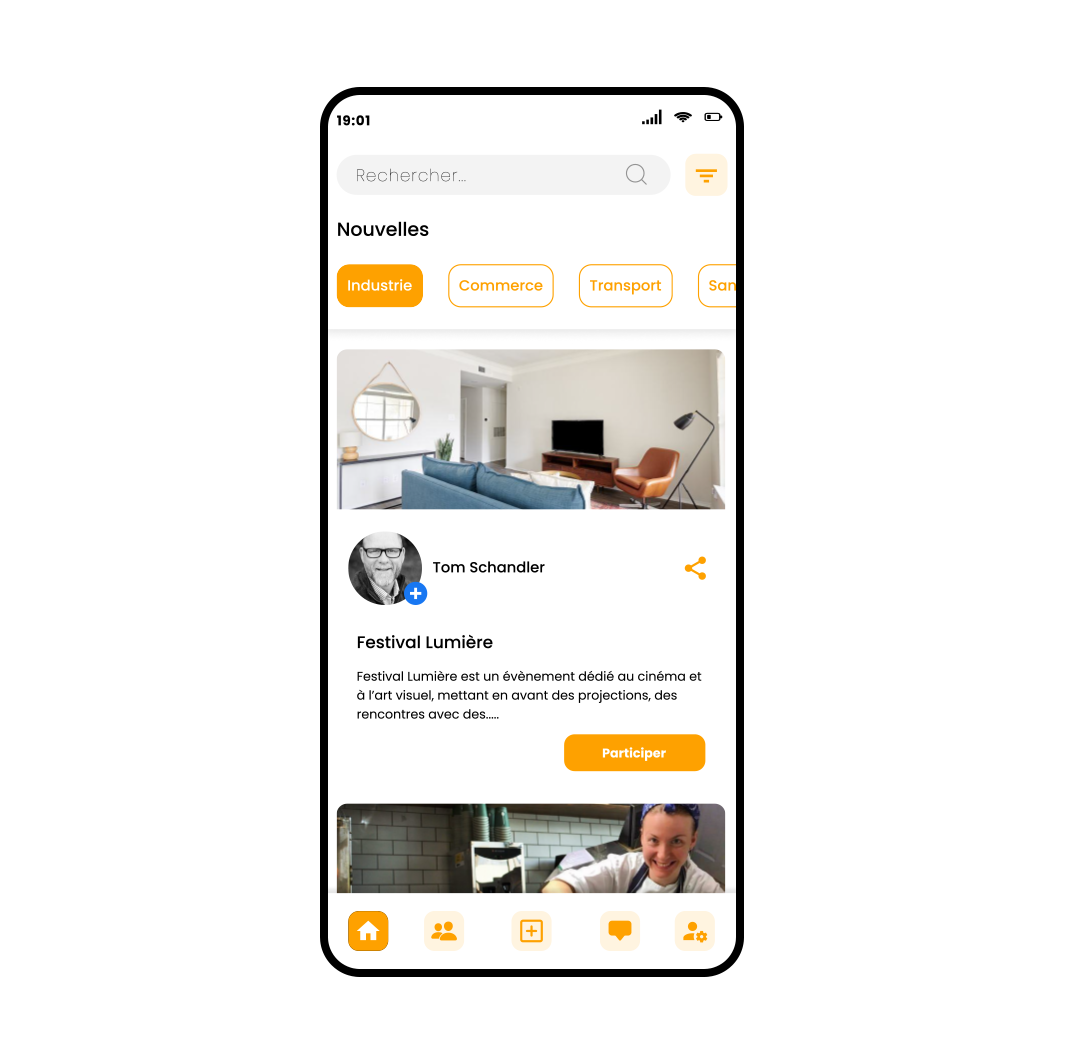 19:01
Rechercher...
Nouvelles
Industrie
Commerce
Transport
San
Tom Schandler
Festival Lumière
Festival Lumière est un évènement dédié au cinéma et
à l’art visuel, mettant en avant des projections, des
rencontres avec des.....
Participer